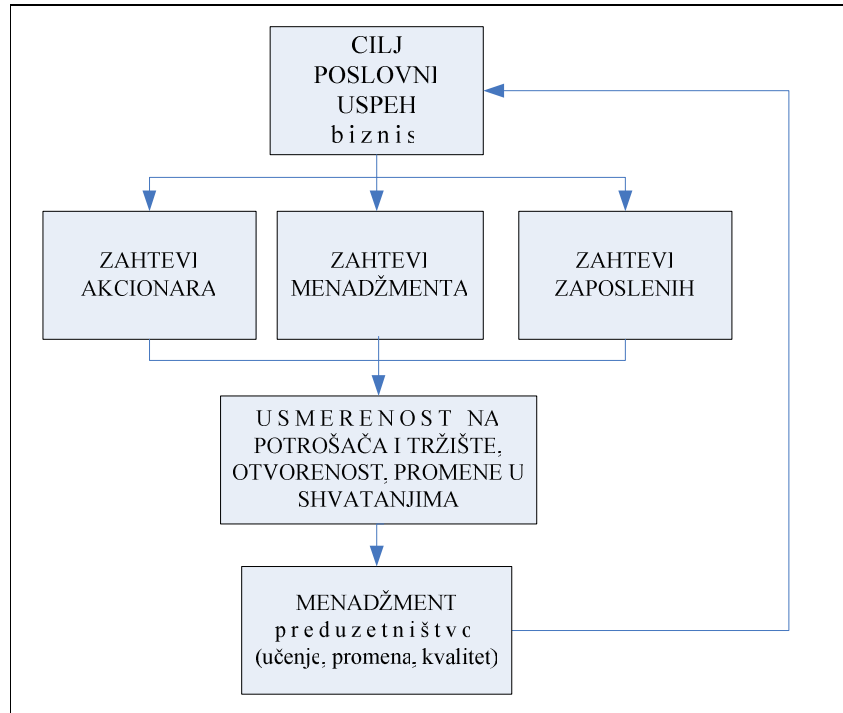 CILJ
POSLOVNI
USPEH
biznis
ZAHTEVI
AKCIONARA
ZAHTEVI
MENADŽMENTA
ZAHTEVI
ZAPOSLENIH
USMERENOST NA
POTROŠAČA I TRŽIŠTE,
OTVORENOST, PROMENE U
SHVATANJIMA
MENADŽMENT
preduzetništvo
(učenje, promena, kvalitet)